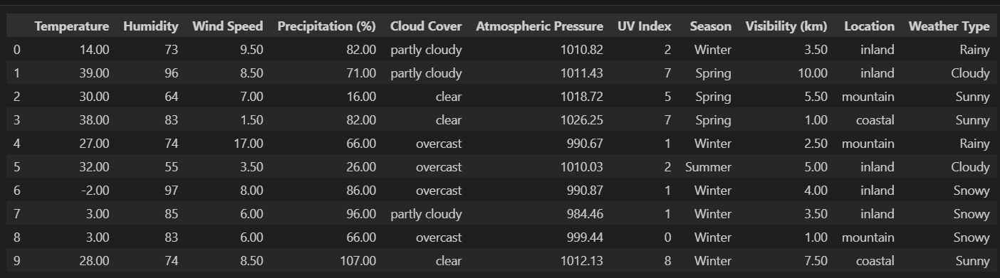 Temperature Humidity Wind Speed Precipitation (%) Cloud Cover Atmospheric Pressure UV Index Season Visibility (km) Location Weather Type
0 14.00 73 9.50 82.00 partly cloudy 1010.82 2 Winter 3.50 inland Rainy
1 39.00 96 8.50 71.00 partly cloudy 1011.43 7 Spring 10.00 inland Cloudy
2 30.00 64 7.00 16.00 clear 1018.72 5 Spring 5.50 mountain Sunny
3 38.00 83 1.50 82.00 clear 1026.25 7 Spring 1.00 coastal Sunny
4 27.00 74 17.00 66.00 overcast 990.67 1 Winter 2.50 mountain Rainy
5 32.00 55 3.50 26.00 overcast 1010.03 2 Summer 5.00 inland Cloudy
6 -2.00 97 8.00 86.00 overcast 990.87 1 Winter 4.00 inland Snowy
7 3.00 85 6.00 96.00 partly cloudy 984.46 1 Winter 3.50 inland Snowy
8 3.00 83 6.00 66.00 overcast 999.44 0 Winter 1.00 mountain Snowy
9 28.00 74 8.50 107.00 clear 1012.13 8 Winter 7.50 coastal Sunny